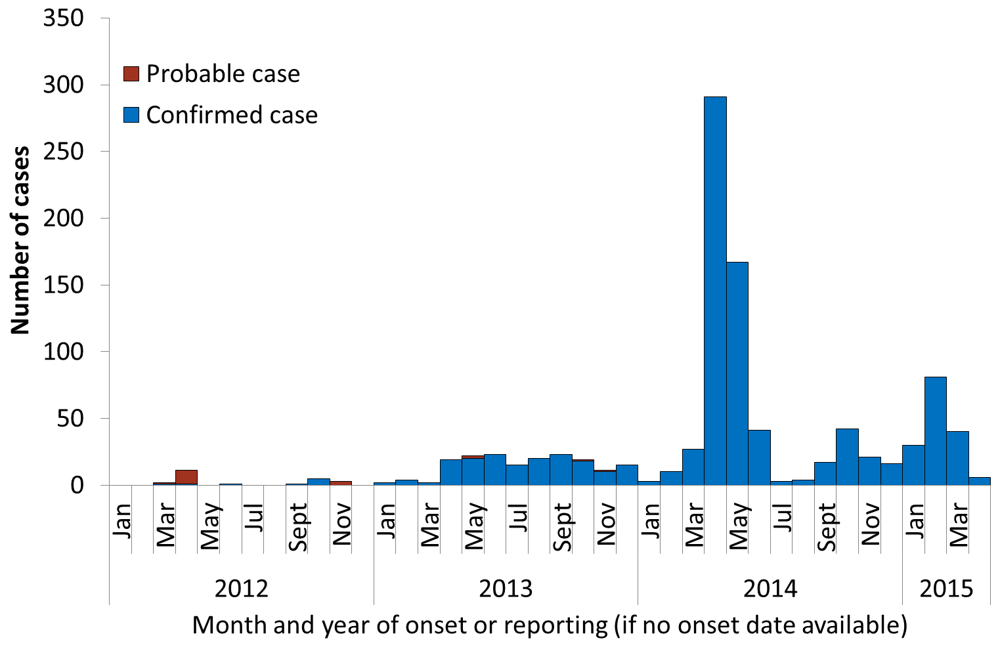 350
300
250
200
150
100
50
0
Number of cases
Probable case
Confirmed case
Jan Mar May Jul Sept Nov Jan Mar May Jul Sept Nov Jan Mar May Jul Sept Nov Jan Mar
2012 2013 2014 2015
Month and year of onset or reporting (if no onset date available)